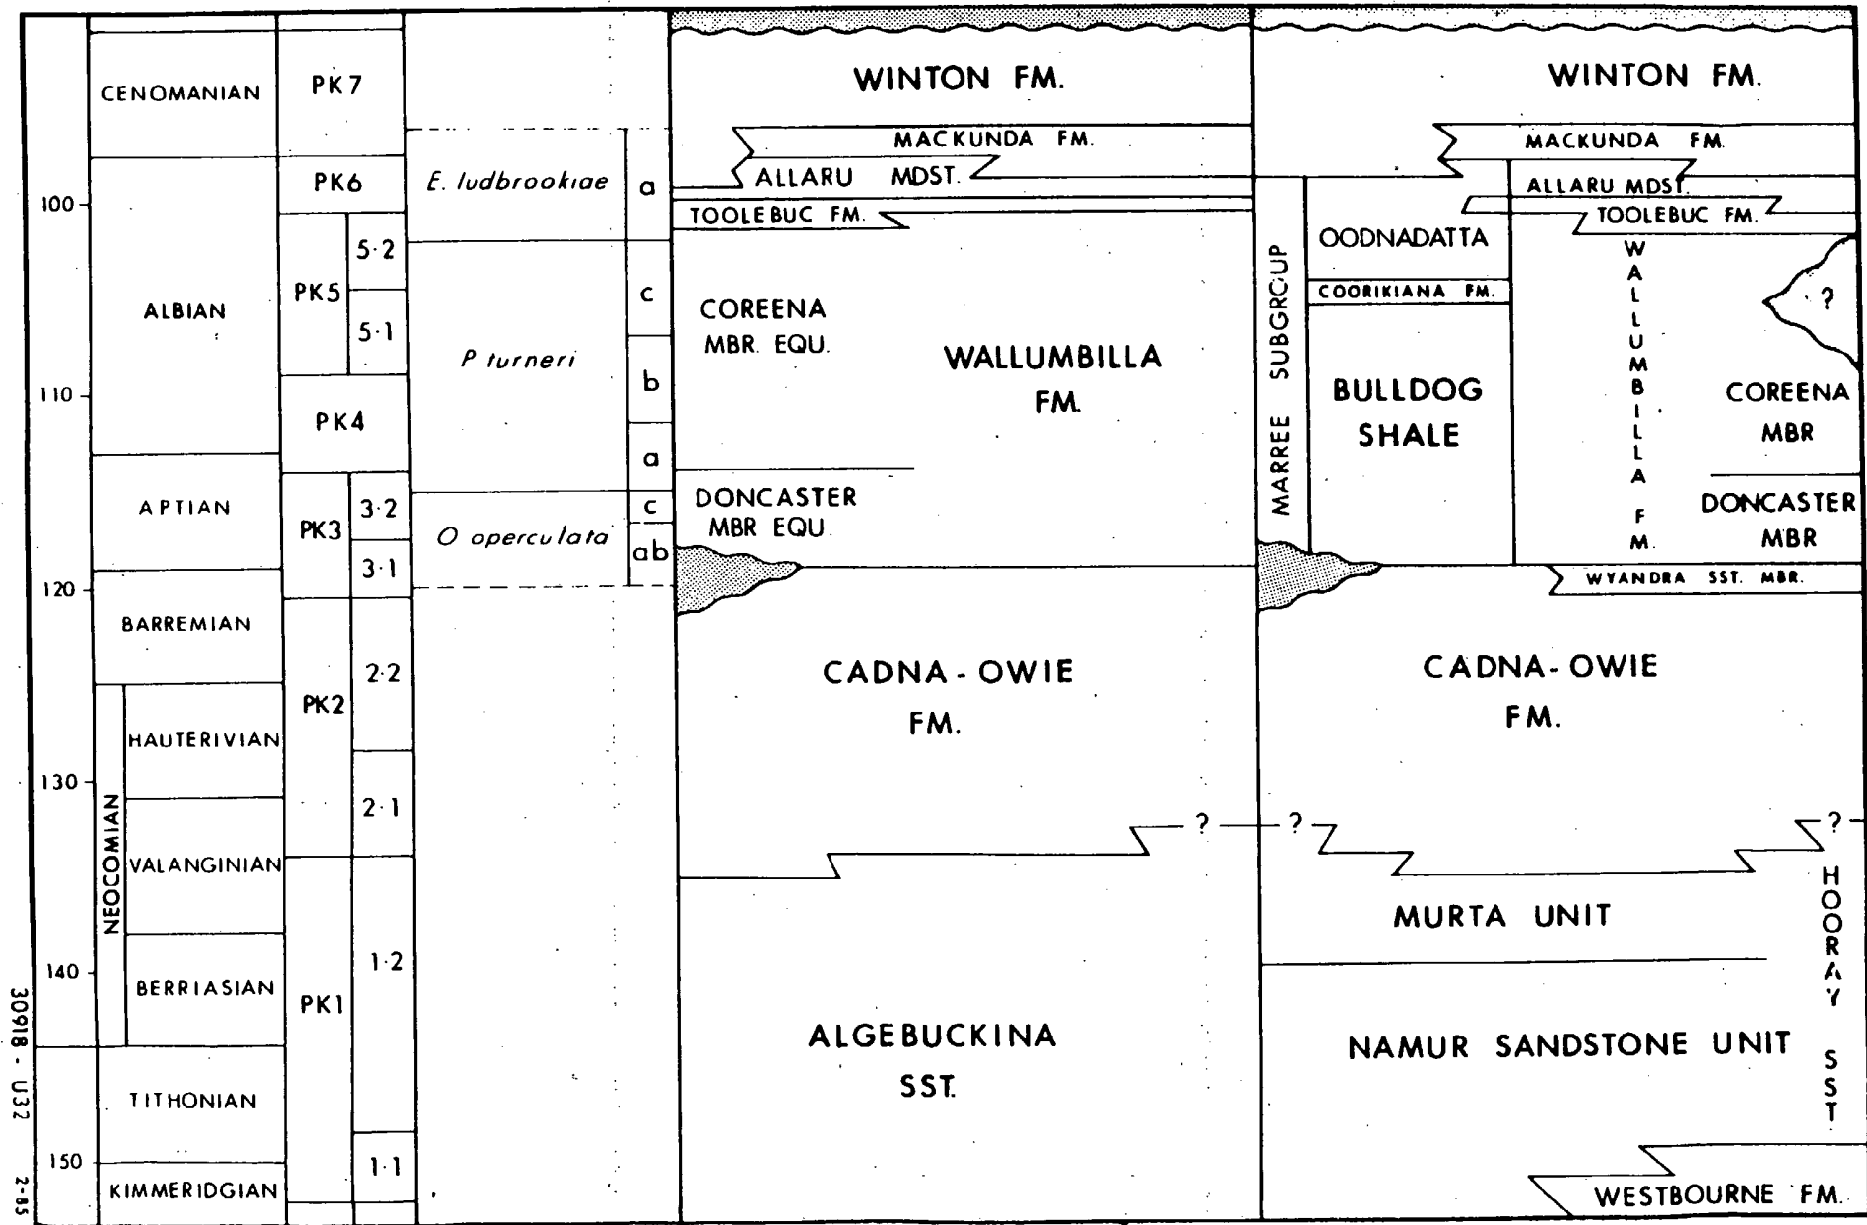 100
110
120
130
140
150
CENOMANIAN
ALBIAN
APTIAN
BARREMIAN
NEOCOMIAN
HAUTERIVIAN
VALANGINIAN
BERRIASIAN
TITHONIAN
KIMMERIDGIAN
PK7
PK6
PK5
5·2
5·1
PK4
PK3
3·2
3·1
PK2
2·2
2·1
PK1
1·2
1·1
E. ludbrookiae
a
P turneri
c
b
a
O operculata
c
ab
WINTON FM.
MACKUNDA FM.
ALLARU MDST.
TOOLEBUC FM.
COREENA
MBR. EQU.
WALLUMBILLA
FM.
DONCASTER
MBR EQU.
CADNA - OWIE
FM.
?
ALGEBUCKINA
SST.
WINTON FM.
MACKUNDA FM.
ALLARU MDST.
TOOLEBUC FM.
MARREE SUBGROUP
OODNADATTA
COORIKIANA FM.
BULLDOG
SHALE
WALLUMBILLA FM.
?
COREENA
MBR
DONCASTER
MBR
WYANDRA SST. MBR.
CADNA - OWIE
FM.
?
?
MURTA UNIT
HOORAY SST
NAMUR SANDSTONE UNIT
WESTBOURNE FM.
30918 - U32 2-85